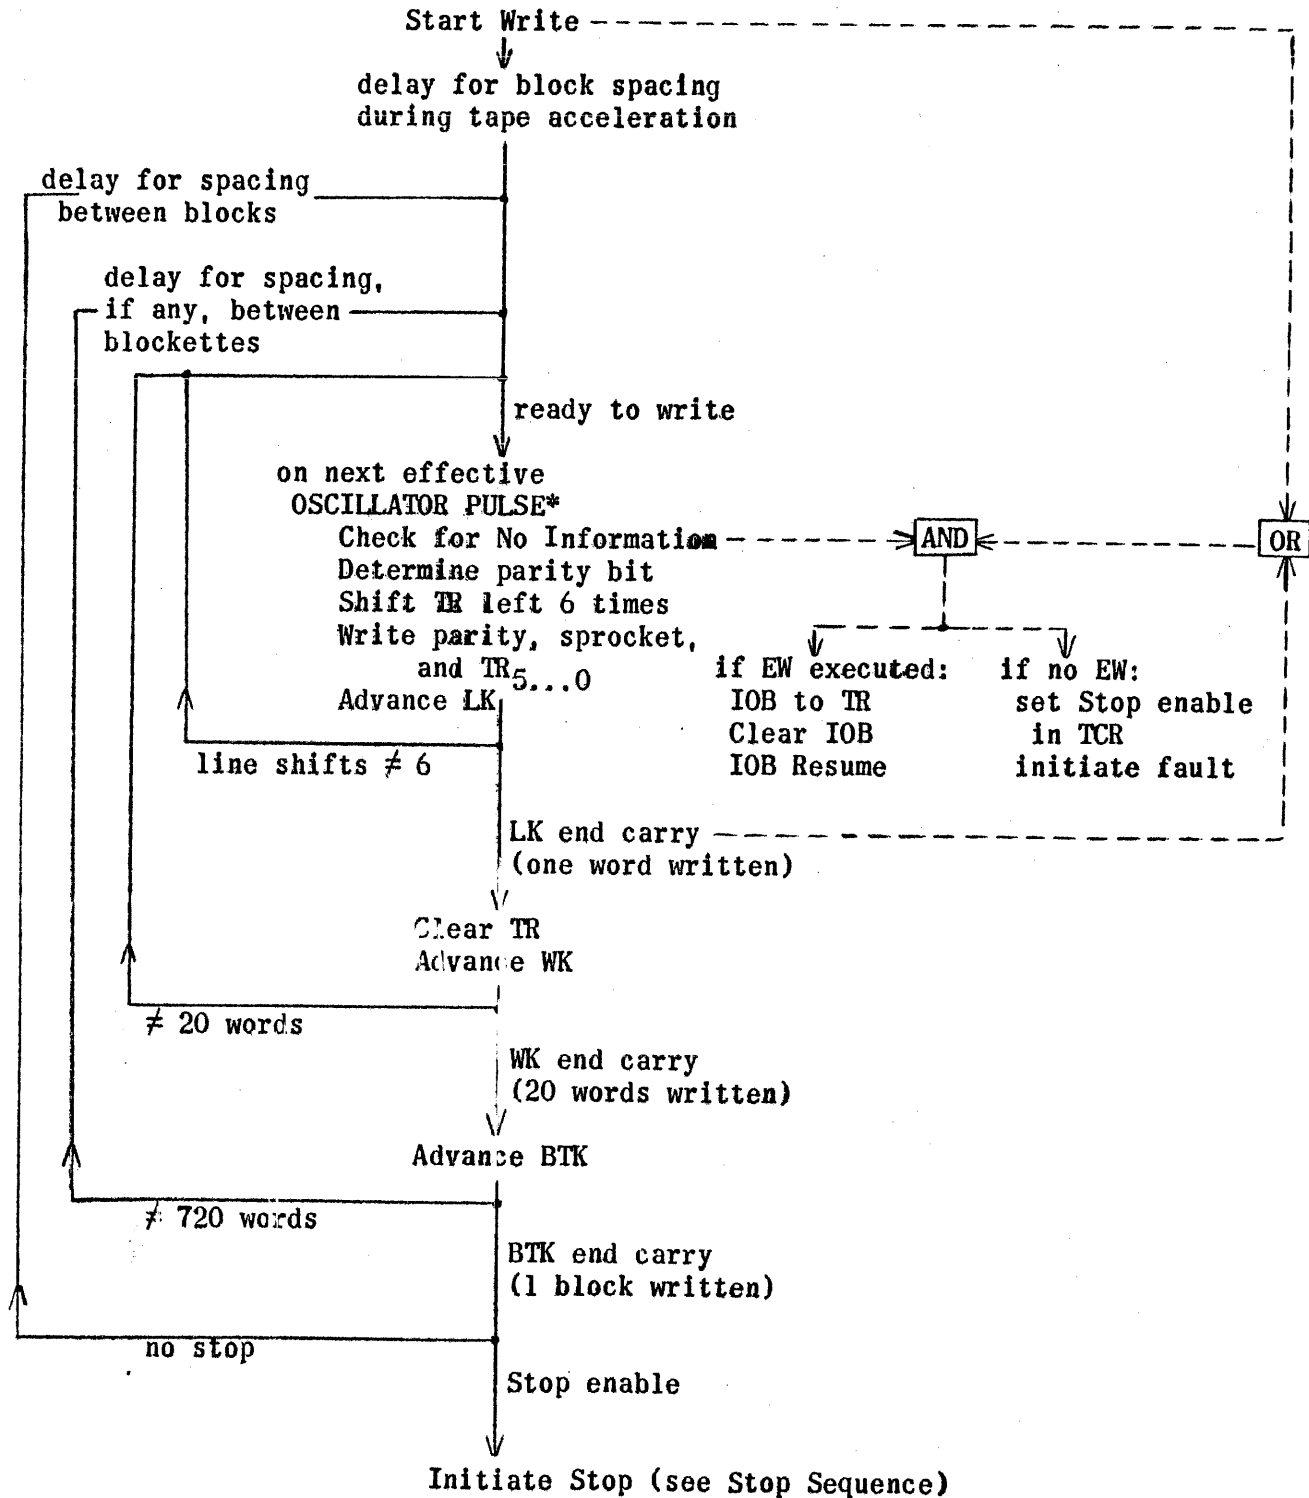 Start Write
delay for block spacing
during tape acceleration
delay for spacing
between blocks
delay for spacing,
if any, between
blockettes
ready to write
on next effective
OSCILLATOR PULSE*
Check for No Information
Determine parity bit
Shift TR left 6 times
Write parity, sprocket,
and TR5...0
Advance LK
AND
OR
if EW executed:
IOB to TR
Clear IOB
IOB Resume
if no EW:
set Stop enable
in TCR
initiate fault
line shifts ≠ 6
LK end carry
(one word written)
Clear TR
Advance WK
≠ 20 words
WK end carry
(20 words written)
Advance BTK
≠ 720 words
BTK end carry
(1 block written)
no stop
Stop enable
Initiate Stop (see Stop Sequence)